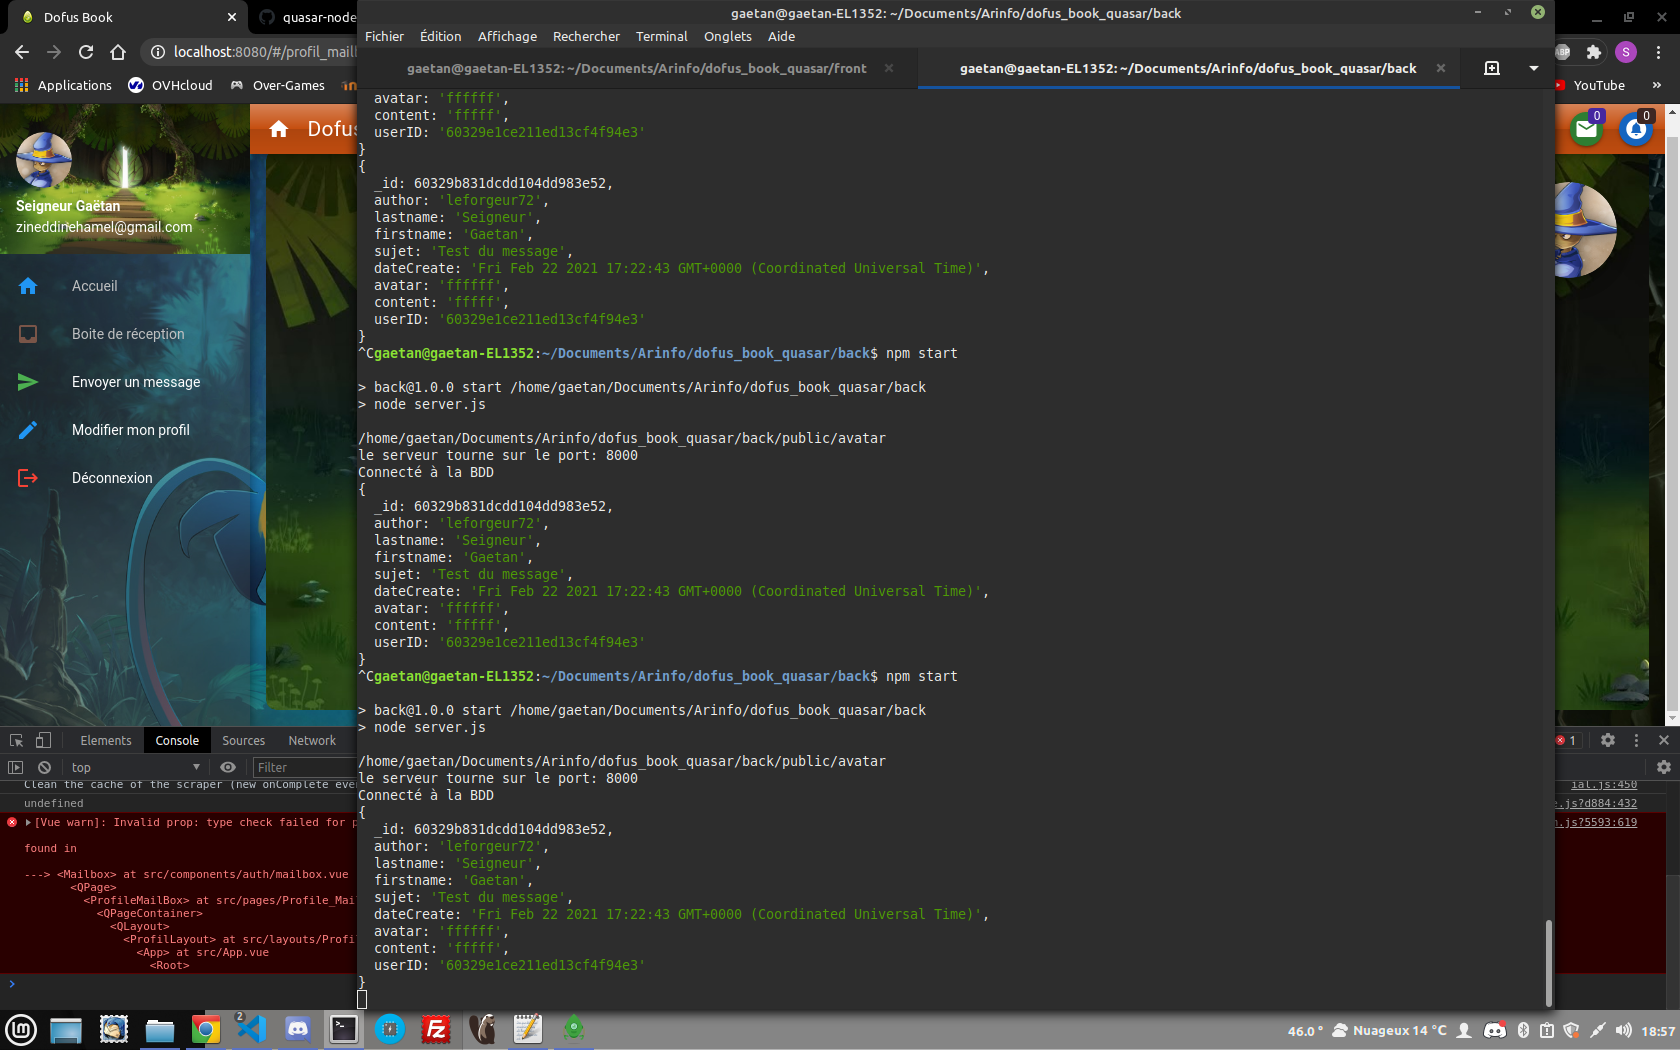 Dofus Book
quasar-node
gaetan@gaetan-EL1352: ~/Documents/Arinfo/dofus_book_quasar/back
Fichier Édition Affichage Rechercher Terminal Onglets Aide
localhost:8080/#/profil_mail
ABP
S
gaetan@gaetan-EL1352: ~/Documents/Arinfo/dofus_book_quasar/front
gaetan@gaetan-EL1352: ~/Documents/Arinfo/dofus_book_quasar/back
Applications
OVHcloud
Over-Games
YouTube
»
Dofus
0
0
Seigneur Gaëtan
zineddinehamel@gmail.com
Accueil
Boite de réception
Envoyer un message
Modifier mon profil
Déconnexion
avatar: 'ffffff',
content: 'fffff',
userID: '60329e1ce211ed13cf4f94e3'
}
{
_id: 60329b831dcdd104dd983e52,
author: 'leforgeur72',
lastname: 'Seigneur',
firstname: 'Gaetan',
sujet: 'Test du message',
dateCreate: 'Fri Feb 22 2021 17:22:43 GMT+0000 (Coordinated Universal Time)',
avatar: 'ffffff',
content: 'fffff',
userID: '60329e1ce211ed13cf4f94e3'
}
^Cgaetan@gaetan-EL1352:~/Documents/Arinfo/dofus_book_quasar/back$ npm start
> back@1.0.0 start /home/gaetan/Documents/Arinfo/dofus_book_quasar/back
> node server.js
/home/gaetan/Documents/Arinfo/dofus_book_quasar/back/public/avatar
le serveur tourne sur le port: 8000
Connecté à la BDD
{
_id: 60329b831dcdd104dd983e52,
author: 'leforgeur72',
lastname: 'Seigneur',
firstname: 'Gaetan',
sujet: 'Test du message',
dateCreate: 'Fri Feb 22 2021 17:22:43 GMT+0000 (Coordinated Universal Time)',
avatar: 'ffffff',
content: 'fffff',
userID: '60329e1ce211ed13cf4f94e3'
}
^Cgaetan@gaetan-EL1352:~/Documents/Arinfo/dofus_book_quasar/back$ npm start
> back@1.0.0 start /home/gaetan/Documents/Arinfo/dofus_book_quasar/back
> node server.js
/home/gaetan/Documents/Arinfo/dofus_book_quasar/back/public/avatar
le serveur tourne sur le port: 8000
Connecté à la BDD
{
_id: 60329b831dcdd104dd983e52,
author: 'leforgeur72',
lastname: 'Seigneur',
firstname: 'Gaetan',
sujet: 'Test du message',
dateCreate: 'Fri Feb 22 2021 17:22:43 GMT+0000 (Coordinated Universal Time)',
avatar: 'ffffff',
content: 'fffff',
userID: '60329e1ce211ed13cf4f94e3'
}
Elements Console Sources Network
1
top
Filter
Clean the cache of the scraper (new onComplete eve
ial.js:450
undefined
e.js?d884:432
[Vue warn]: Invalid prop: type check failed for p
.js?5593:619
found in
---> <Mailbox> at src/components/auth/mailbox.vue
<QPage>
<ProfileMailBox> at src/pages/Profile_Mai
<QPageContainer>
<QLayout>
<ProfilLayout> at src/layouts/Profi
<App> at src/App.vue
<Root>
>
2
46.0 °
Nuageux 14 °C
18:57